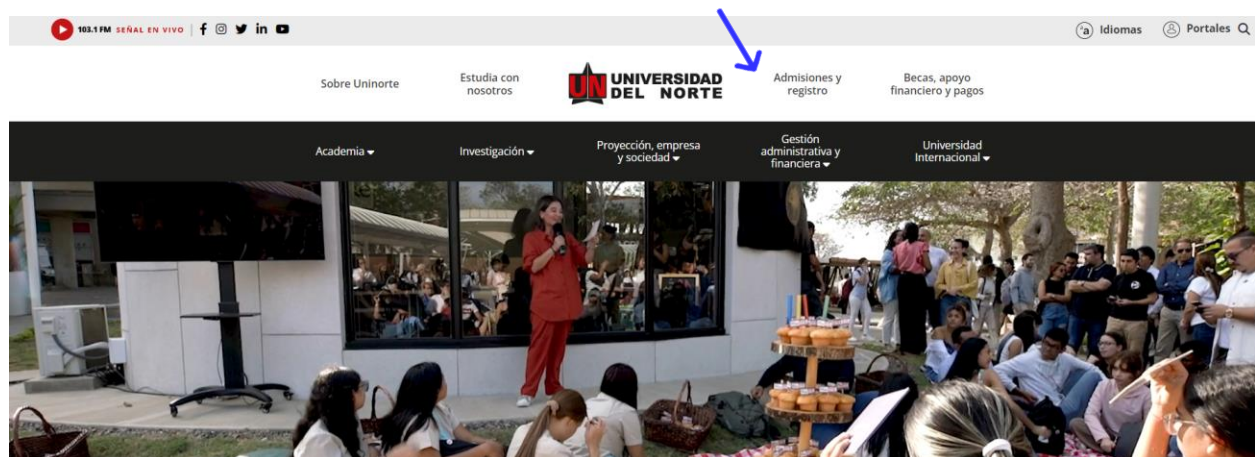 103.1 FM SEÑAL EN VIVO
Idiomas
Portales
Sobre Uninorte
Estudia con
nosotros
UN
UNIVERSIDAD
DEL NORTE
Admisiones y
registro
Becas, apoyo
financiero y pagos
Academia
Investigación
Proyección, empresa
y sociedad
Gestión
administrativa y
financiera
Universidad
Internacional